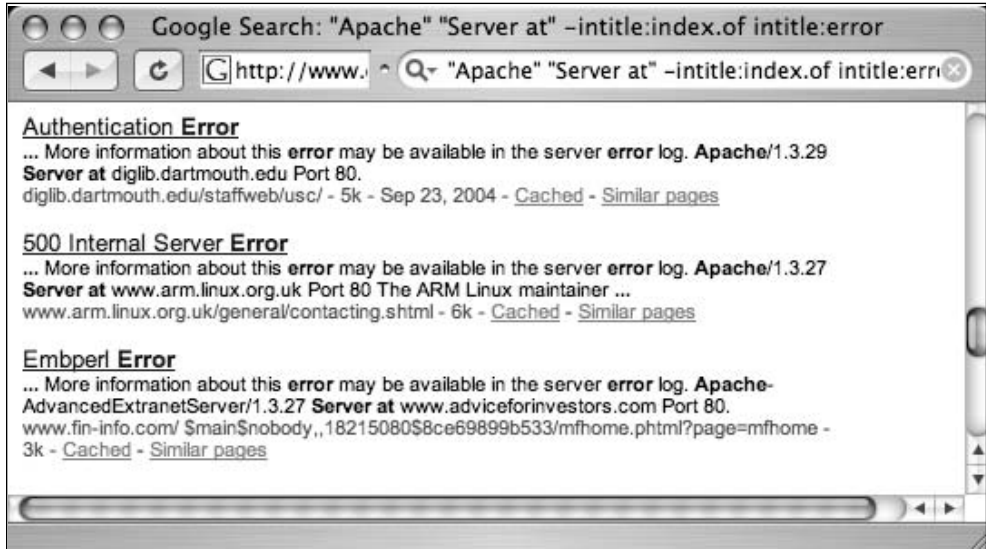 Google Search: "Apache" "Server at" –intitle:index.of intitle:error
G http://www. Q "Apache" "Server at" –intitle:index.of intitle:err
Authentication Error
... More information about this error may be available in the server error log. Apache/1.3.29
Server at diglib.dartmouth.edu Port 80.
diglib.dartmouth.edu/staffweb/usc/ - 5k - Sep 23, 2004 - Cached - Similar pages
500 Internal Server Error
... More information about this error may be available in the server error log. Apache/1.3.27
Server at www.arm.linux.org.uk Port 80 The ARM Linux maintainer ...
www.arm.linux.org.uk/general/contacting.shtml - 6k - Cached - Similar pages
Embperl Error
... More information about this error may be available in the server error log. Apache-
AdvancedExtranetServer/1.3.27 Server at www.adviceforinvestors.com Port 80.
www.fin-info.com/ $main$nobody,,18215080$8ce69899b533/mfhome.phtml?page=mfhome -
3k - Cached - Similar pages